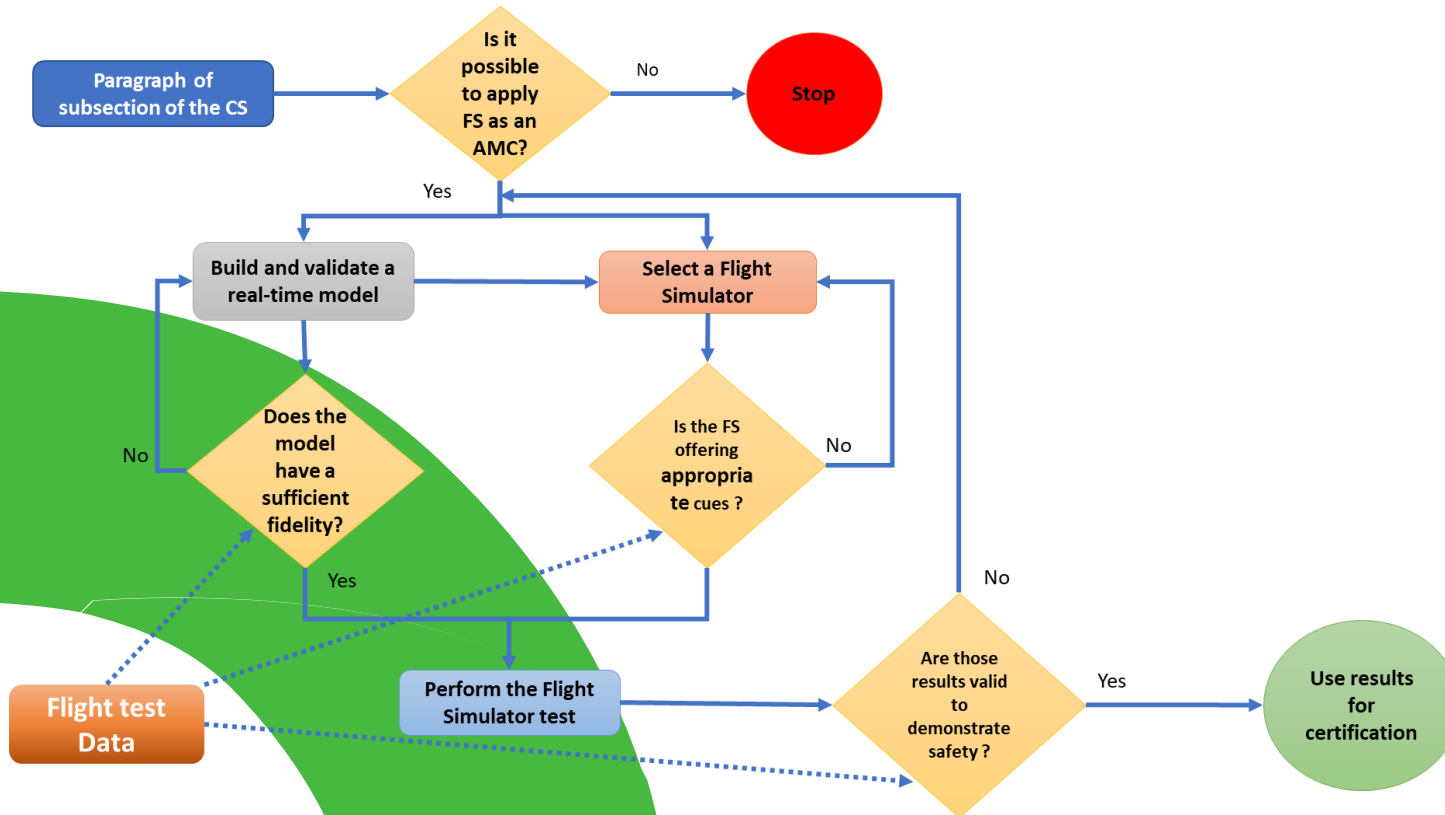 Paragraph of
subsection of the CS
Is it
possible
to apply
FS as an
AMC?
No
Stop
Yes
Build and validate a
real-time model
Select a Flight
Simulator
Does the
model
have a
sufficient
fidelity?
No
Is the FS
offering
appropria
te cues ?
No
Yes
Flight test
Data
Perform the Flight
Simulator test
Are those
results valid
to
demonstrate
safety ?
No
Yes
Use results
for
certification